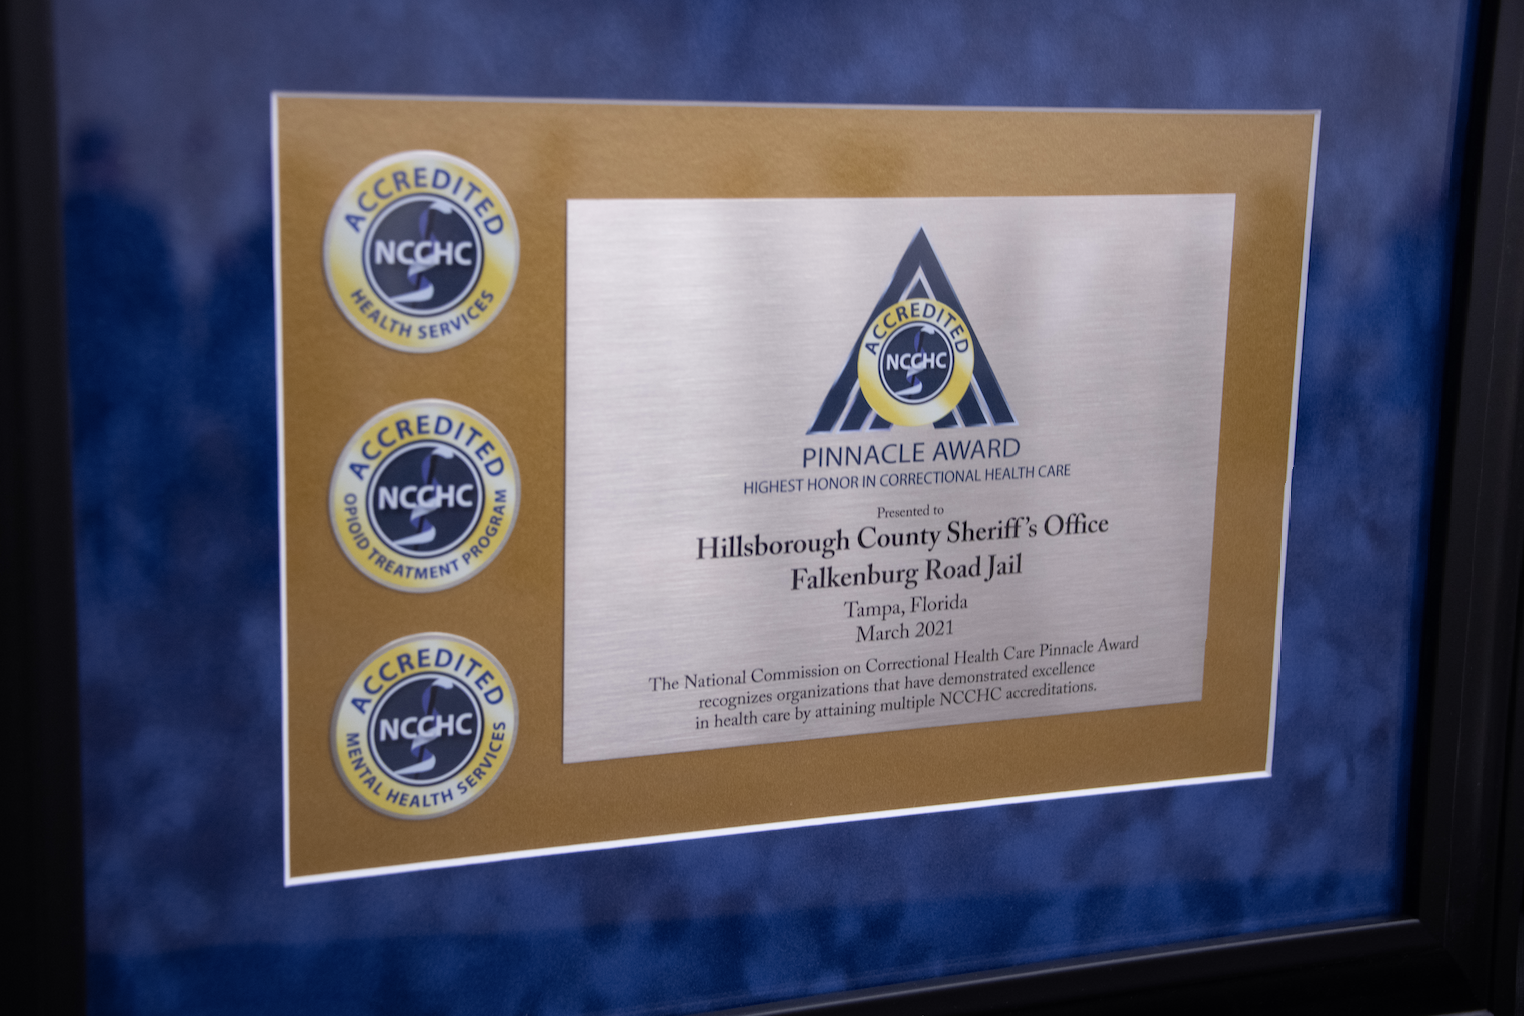 ACCREDITED
NCCHC
HEALTH SERVICES
ACCREDITED
NCCHC
OPIOID TREATMENT PROGRAM
ACCREDITED
NCCHC
MENTAL HEALTH SERVICES
ACCREDITED
NCCHC
PINNACLE AWARD
HIGHEST HONOR IN CORRECTIONAL HEALTH CARE
Presented to
Hillsborough County Sheriff's Office
Falkenburg Road Jail
Tampa, Florida
March 2021
The National Commission on Correctional Health Care Pinnacle Award
recognizes organizations that have demonstrated excellence
in health care by attaining multiple NCCHC accreditations.